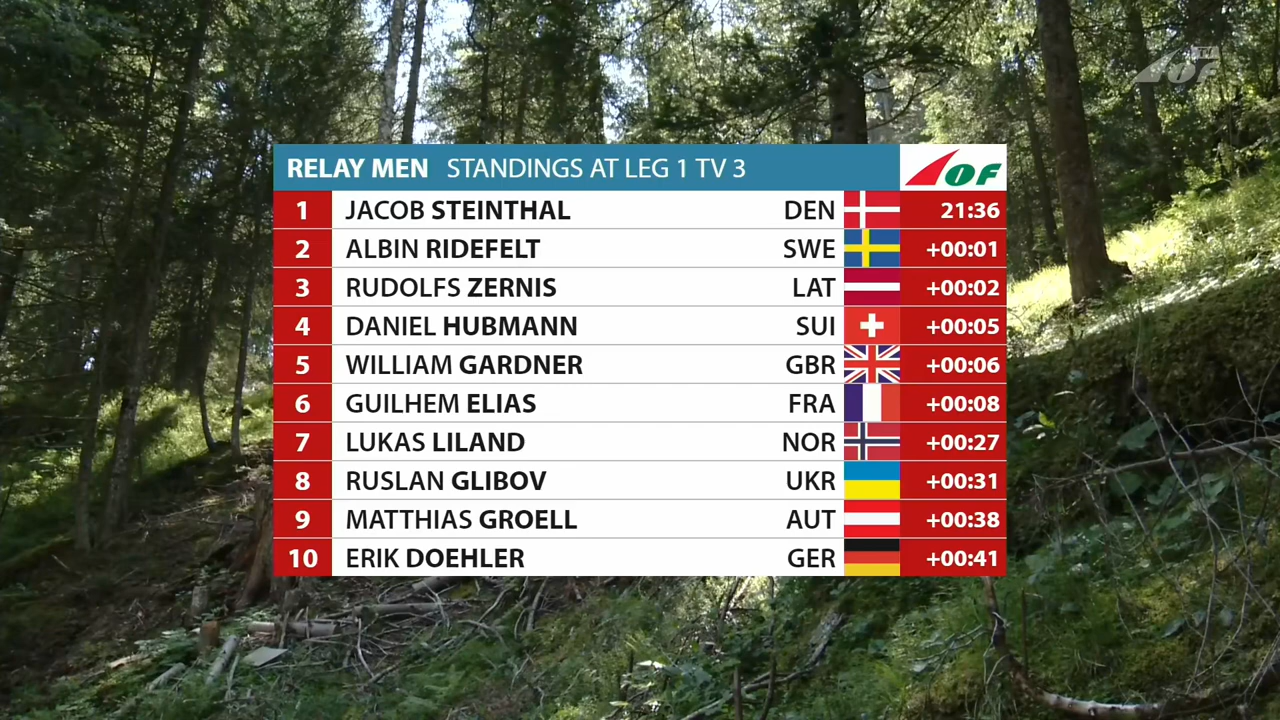 TV
IOF
RELAY MEN STANDINGS AT LEG 1 TV 3
IOF
1 JACOB STEINTHAL DEN 21:36
2 ALBIN RIDEFELT SWE +00:01
3 RUDOLFS ZERNIS LAT +00:02
4 DANIEL HUBMANN SUI +00:05
5 WILLIAM GARDNER GBR +00:06
6 GUILHEM ELIAS FRA +00:08
7 LUKAS LILAND NOR +00:27
8 RUSLAN GLIBOV UKR +00:31
9 MATTHIAS GROELL AUT +00:38
10 ERIK DOEHLER GER +00:41